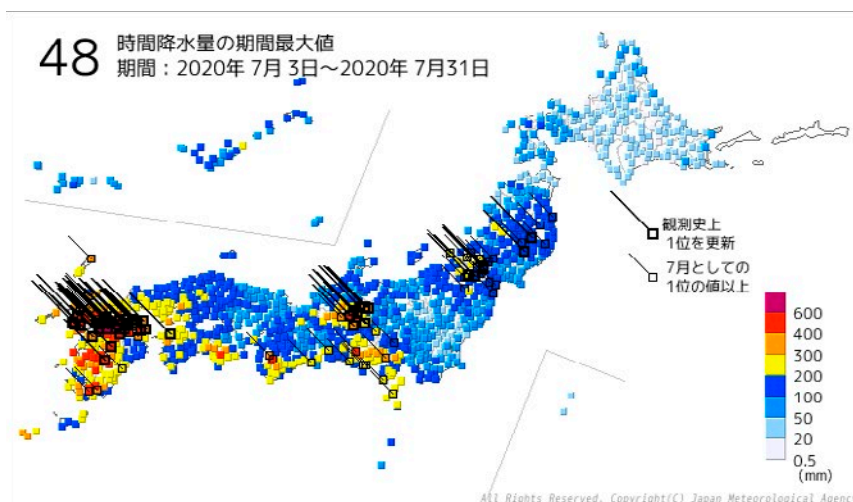 48 時間降水量の期間最大値
期間：2020年 7月 3日～2020年 7月31日
観測史上
1位を更新
7月としての
1位の値以上
600
400
300
200
100
50
20
0.5
(mm)
All Rights Reserved. Copyright(C) Japan Meteorological Agenc